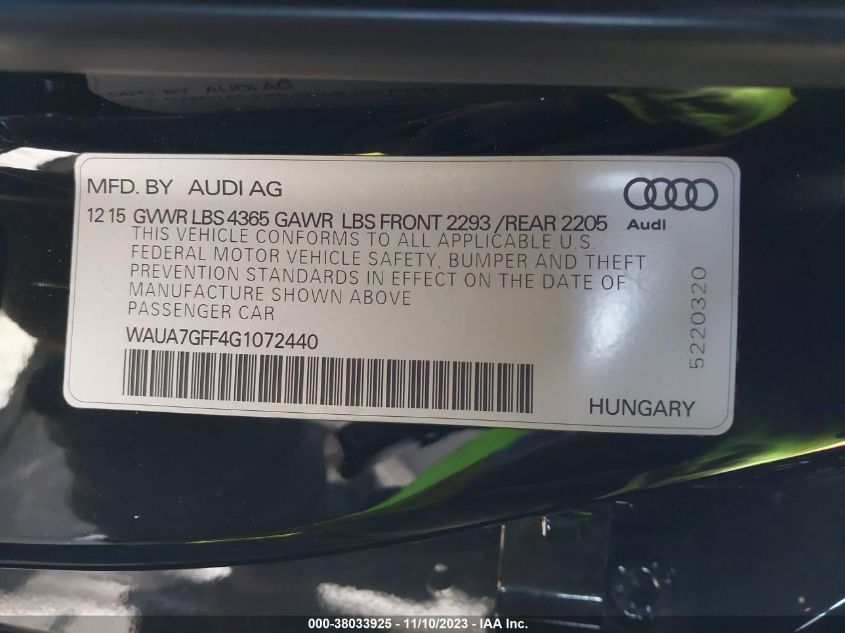 MFD. BY AUDI AG
12 15 GVWR LBS 4365 GAWR LBS FRONT 2293 / REAR 2205
Audi
THIS VEHICLE CONFORMS TO ALL APPLICABLE U.S.
FEDERAL MOTOR VEHICLE SAFETY, BUMPER AND THEFT
PREVENTION STANDARDS IN EFFECT ON THE DATE OF
MANUFACTURE SHOWN ABOVE
PASSENGER CAR
WAUA7GFF4G1072440
5220320
HUNGARY
000-38033925 - 11/10/2023 - IAA Inc.